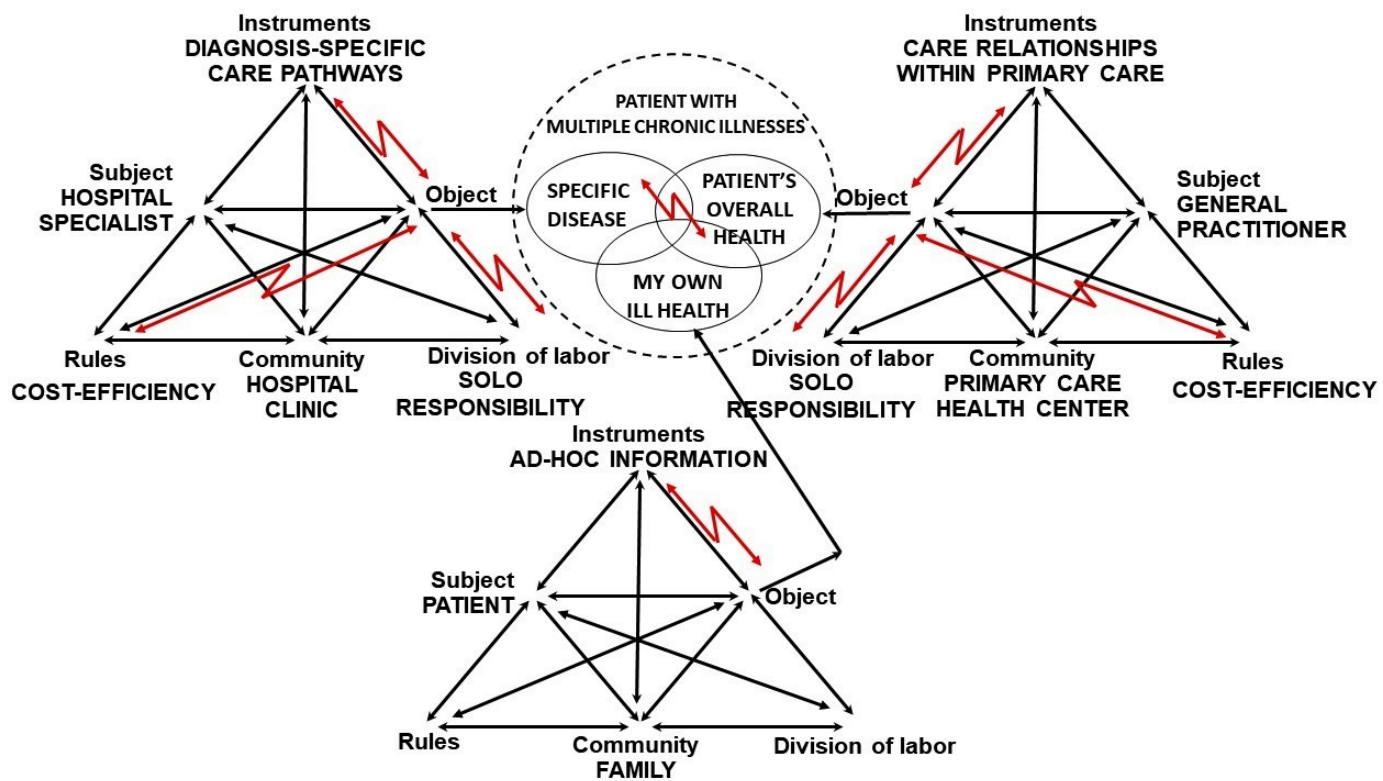 Instruments
DIAGNOSIS-SPECIFIC
CARE PATHWAYS
Subject
HOSPITAL
SPECIALIST
Object
Rules
COST-EFFICIENCY
Community
HOSPITAL
CLINIC
Division of labor
SOLO
RESPONSIBILITY
PATIENT WITH
MULTIPLE CHRONIC ILLNESSES
SPECIFIC
DISEASE
PATIENT'S
OVERALL
HEALTH
MY OWN
ILL HEALTH
Instruments
CARE RELATIONSHIPS
WITHIN PRIMARY CARE
Object
Subject
GENERAL
PRACTITIONER
Division of labor
SOLO
RESPONSIBILITY
Community
PRIMARY CARE
HEALTH CENTER
Rules
COST-EFFICIENCY
Instruments
AD-HOC INFORMATION
Subject
PATIENT
Object
Rules
Community
FAMILY
Division of labor